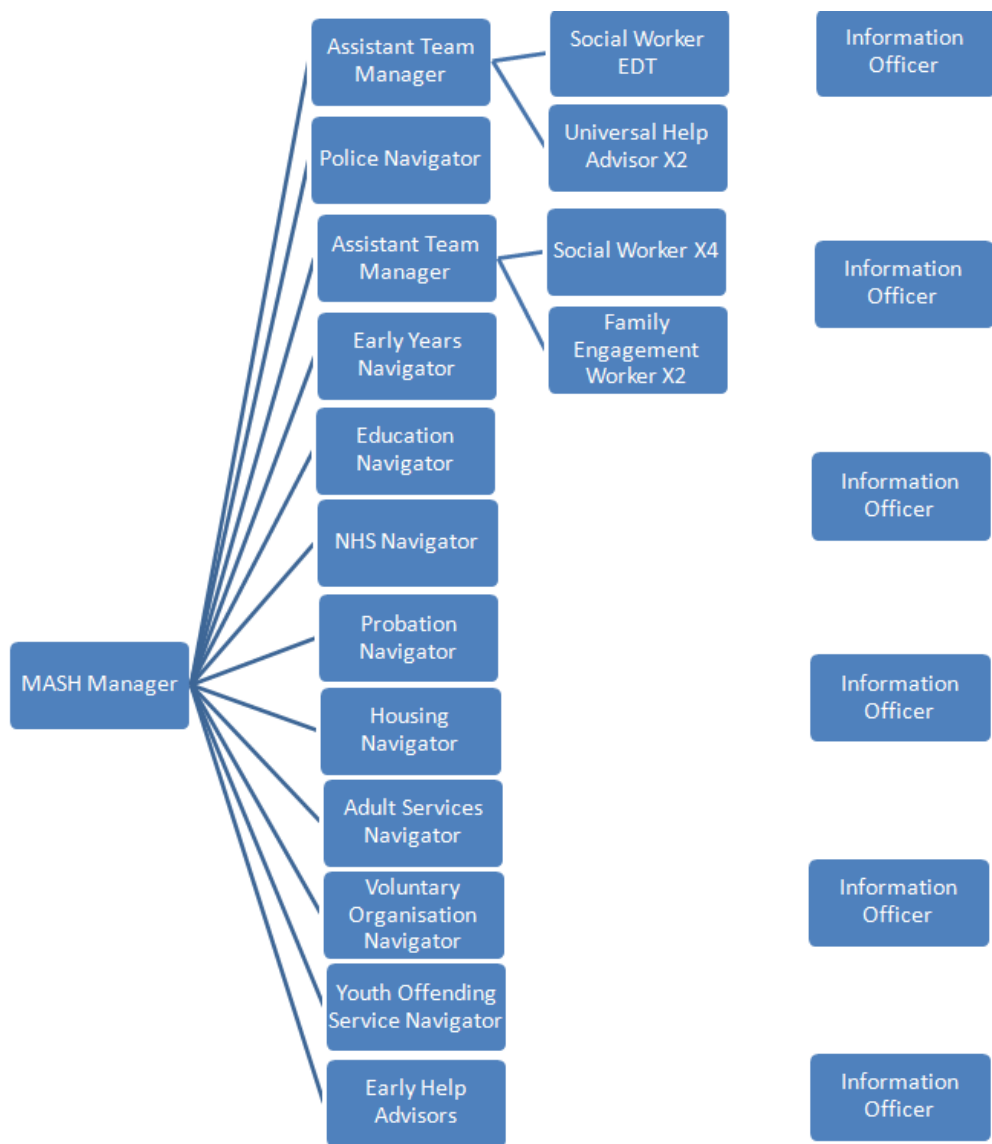 Assistant Team
Manager
Social Worker
EDT
Information
Officer
Universal Help
Advisor X2
Police Navigator
Assistant Team
Manager
Social Worker X4
Information
Officer
Family
Engagement
Worker X2
Early Years
Navigator
Education
Navigator
Information
Officer
NHS Navigator
Probation
Navigator
MASH Manager
Information
Officer
Housing
Navigator
Adult Services
Navigator
Voluntary
Organisation
Navigator
Information
Officer
Youth Offending
Service Navigator
Early Help
Advisors
Information
Officer